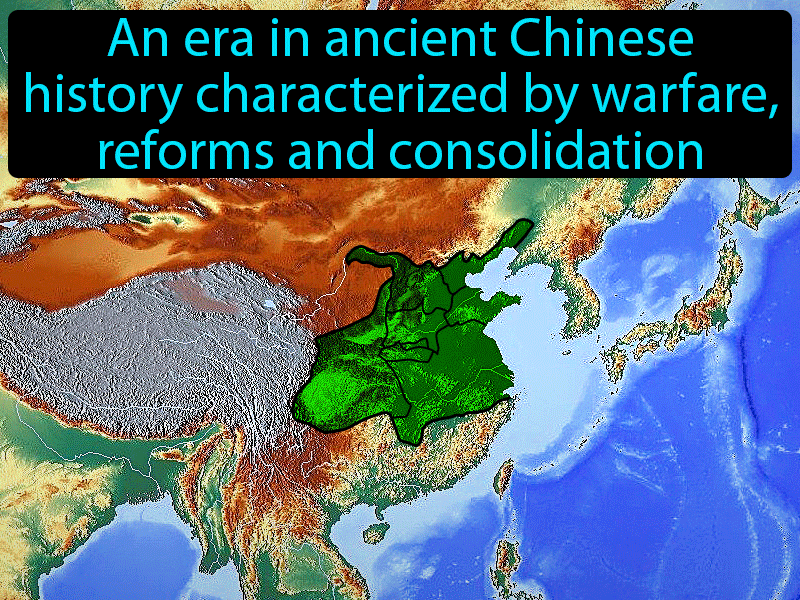 An era in ancient Chinese
history characterized by warfare,
reforms and consolidation